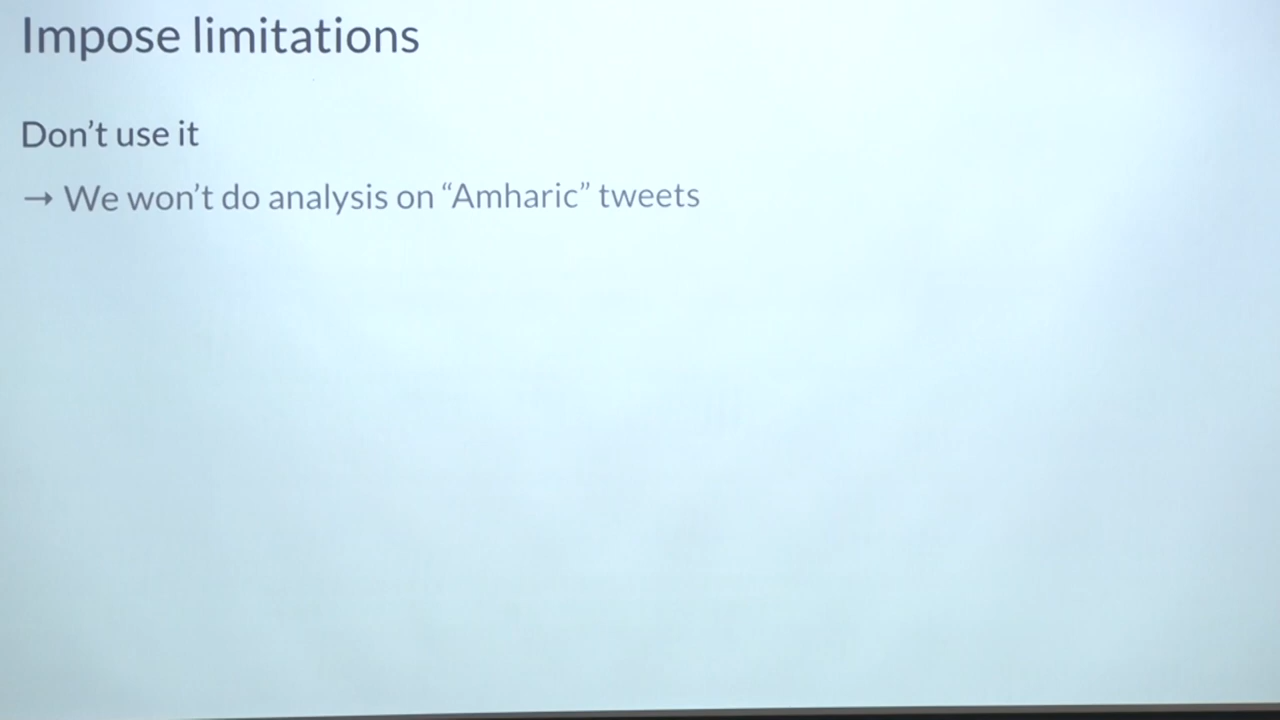 Impose limitations
Don’t use it
→ We won’t do analysis on “Amharic” tweets